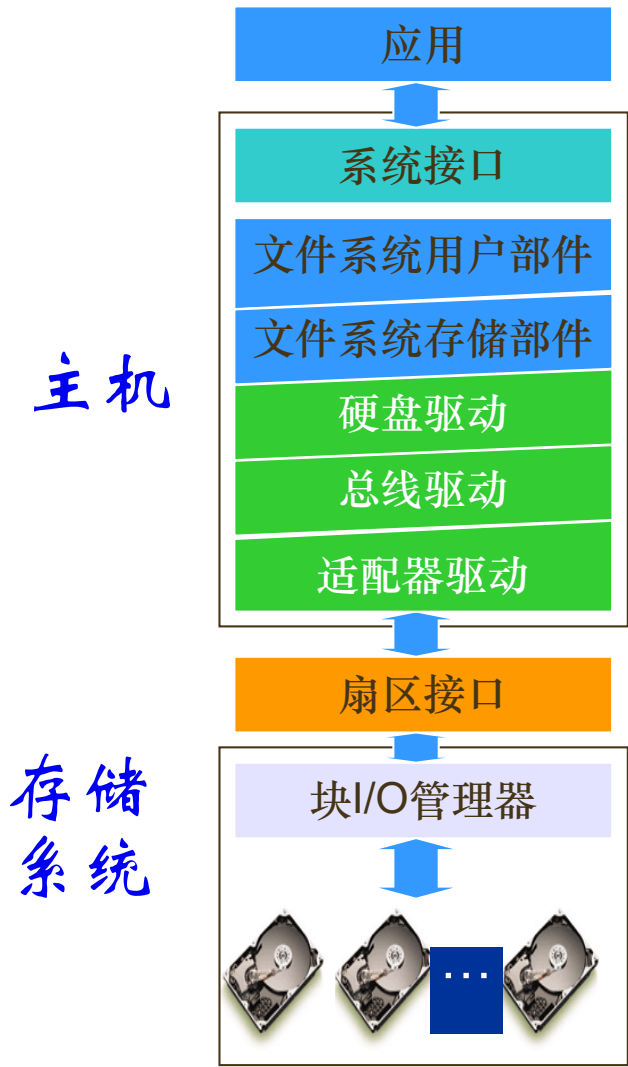 应用
系统接口
文件系统用户部件
文件系统存储部件
主机
硬盘驱动
总线驱动
适配器驱动
扇区接口
存储
系统
块I/O管理器
...